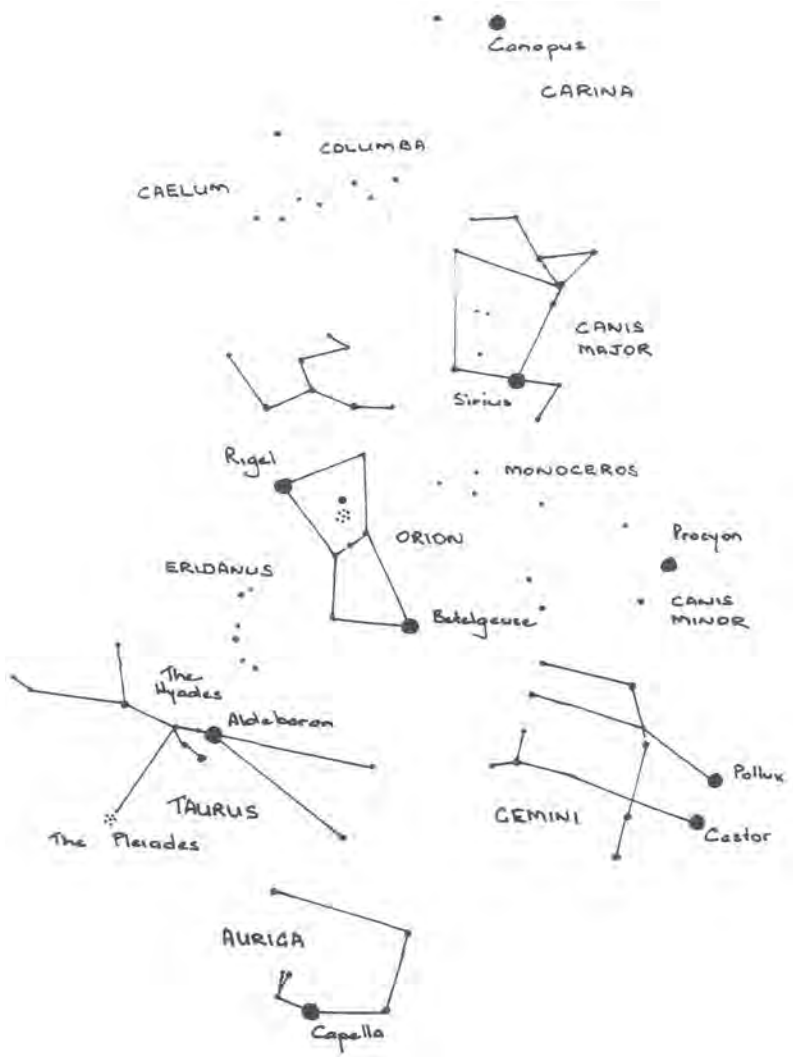 Canopus
CARINA
COLUMBA
CAELUM
CANIS
MAJOR
Sirius
Rigel
MONOCEROS
ORION
Procyon
ERIDANUS
Betelgeuse
CANIS
MINOR
The
Hyades
Aldebaran
Pollux
TAURUS
GEMINI
Castor
The Pleiades
AURIGA
Capella